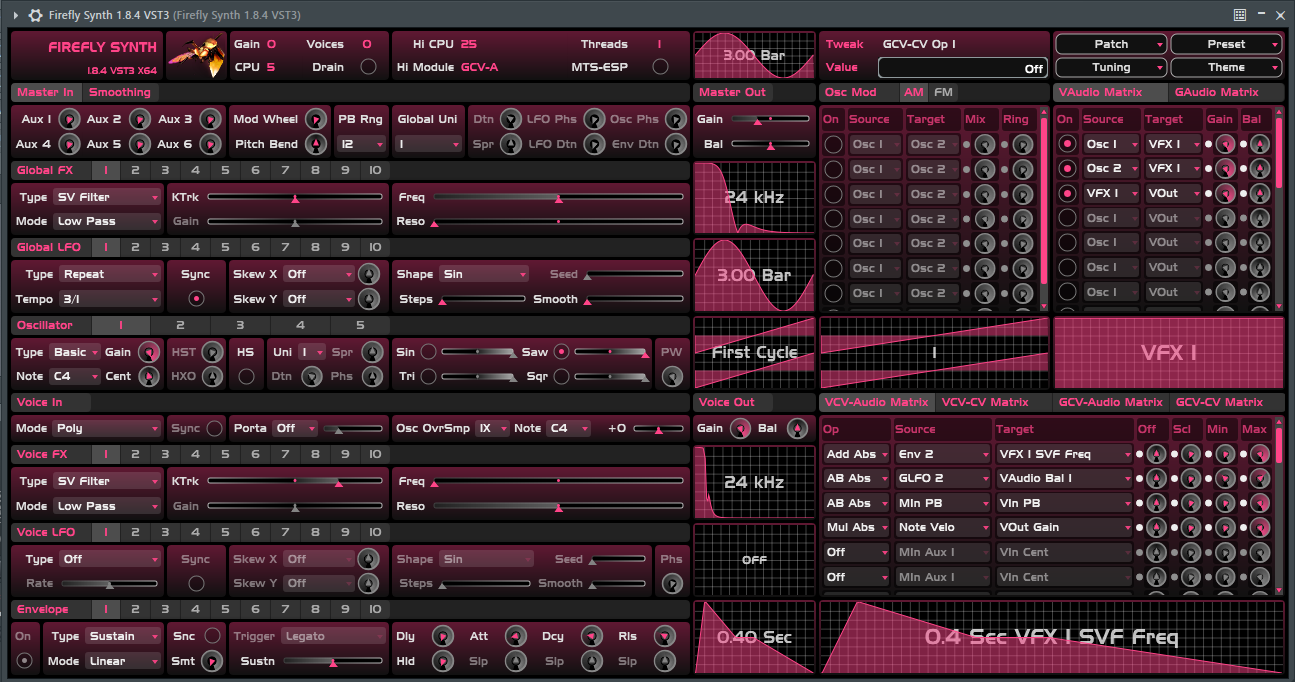 Firefly Synth 1.8.4 VST3 (Firefly Synth 1.8.4 VST3)
FIREFLY SYNTH
1.8.4 VST3 X64
Gain 0 Voices 0
CPU 5 Drain
Hi CPU 25 Threads 1
Hi Module GCV-A MTS-ESP
3.00 Bar
Tweak GCV-CV Op 1
Value Off
Patch Preset
Tuning Theme
Master In Smoothing
Master Out
Osc Mod AM FM
VAudio Matrix GAudio Matrix
Aux 1 Aux 2 Aux 3
Aux 4 Aux 5 Aux 6
Mod Wheel
Pitch Bend
PB Rng
12
Global Uni
1
Dtn LFO Phs Osc Phs
Spr LFO Dtn Env Dtn
Gain
Bal
On Source Target Mix Ring
Osc 1 Osc 2
Osc 1 Osc 2
Osc 1 Osc 2
Osc 1 Osc 2
Osc 1 Osc 2
Osc 1 Osc 2
Osc 1 Osc 2
On Source Target Gain Bal
Osc 1 VFX 1
Osc 2 VFX 1
VFX 1 VOut
Osc 1 VOut
Osc 1 VOut
Osc 1 VOut
Osc 1 VOut
Global FX 1 2 3 4 5 6 7 8 9 10
Type SV Filter KTrk Freq
Mode Low Pass Gain Reso
24 kHz
Global LFO 1 2 3 4 5 6 7 8 9 10
Type Repeat Sync Skew X Off Shape Sin Seed
Tempo 3/1 Skew Y Off Steps Smooth
3.00 Bar
Oscillator 1 2 3 4 5
Type Basic Gain HST HS Uni 1 Spr Sin Saw PW
Note C4 Cent HXO Dtn Phs Tri Sqr
First Cycle
1
VFX 1
Voice In
Voice Out
VCV-Audio Matrix VCV-CV Matrix GCV-Audio Matrix GCV-CV Matrix
Mode Poly Sync Porta Off Osc OvrSmp 1X Note C4 +0
Gain Bal
Op Source Target Off Scl Min Max
Add Abs Env 2 VFX 1 SVF Freq
AB Abs GLFO 2 VAudio Bal 1
AB Abs MIn PB VIn PB
Mul Abs Note Velo VOut Gain
Off MIn Aux 1 VIn Cent
Off MIn Aux 1 VIn Cent
Voice FX 1 2 3 4 5 6 7 8 9 10
Type SV Filter KTrk Freq
Mode Low Pass Gain Reso
24 kHz
Voice LFO 1 2 3 4 5 6 7 8 9 10
Type Off Sync Skew X Off Shape Sin Seed Phs
Rate Skew Y Off Steps Smooth
OFF
Envelope 1 2 3 4 5 6 7 8 9 10
On Type Sustain Snc Trigger Legato Dly Att Dcy Rls
Mode Linear Smt Sustn Hld Slp Slp Slp
0.40 Sec
0.4 Sec VFX 1 SVF Freq